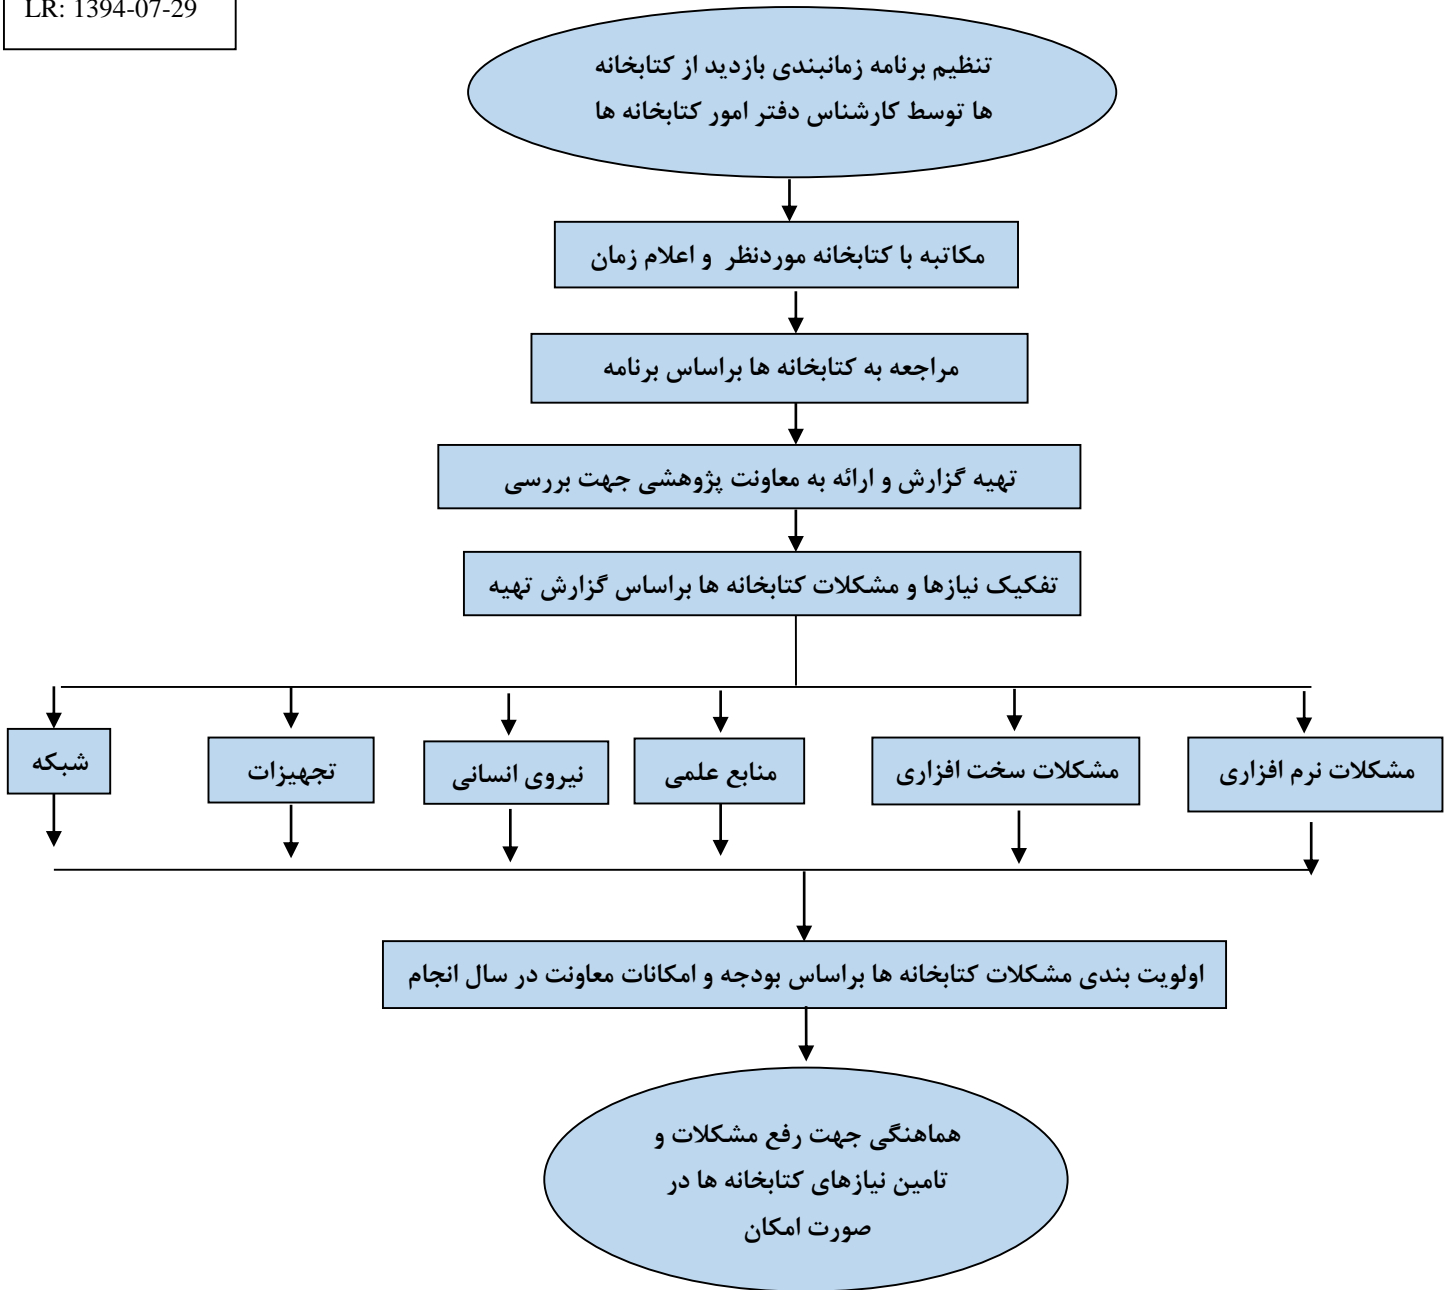 LR: 1394-07-29
تنظیم برنامه زمانبندی بازدید از کتابخانه
ها توسط کارشناس دفتر امور کتابخانه ها
مکاتبه با کتابخانه موردنظر و اعلام زمان
مراجعه به کتابخانه ها براساس برنامه
تهیه گزارش و ارائه به معاونت پژوهشی جهت بررسی
تفکیک نیازها و مشکلات کتابخانه ها براساس گزارش تهیه
مشکلات نرم افزاری
مشکلات سخت افزاری
منابع علمی
نیروی انسانی
تجهیزات
شبکه
اولویت بندی مشکلات کتابخانه ها براساس بودجه و امکانات معاونت در سال انجام
هماهنگی جهت رفع مشکلات و
تامین نیازهای کتابخانه ها در
صورت امکان